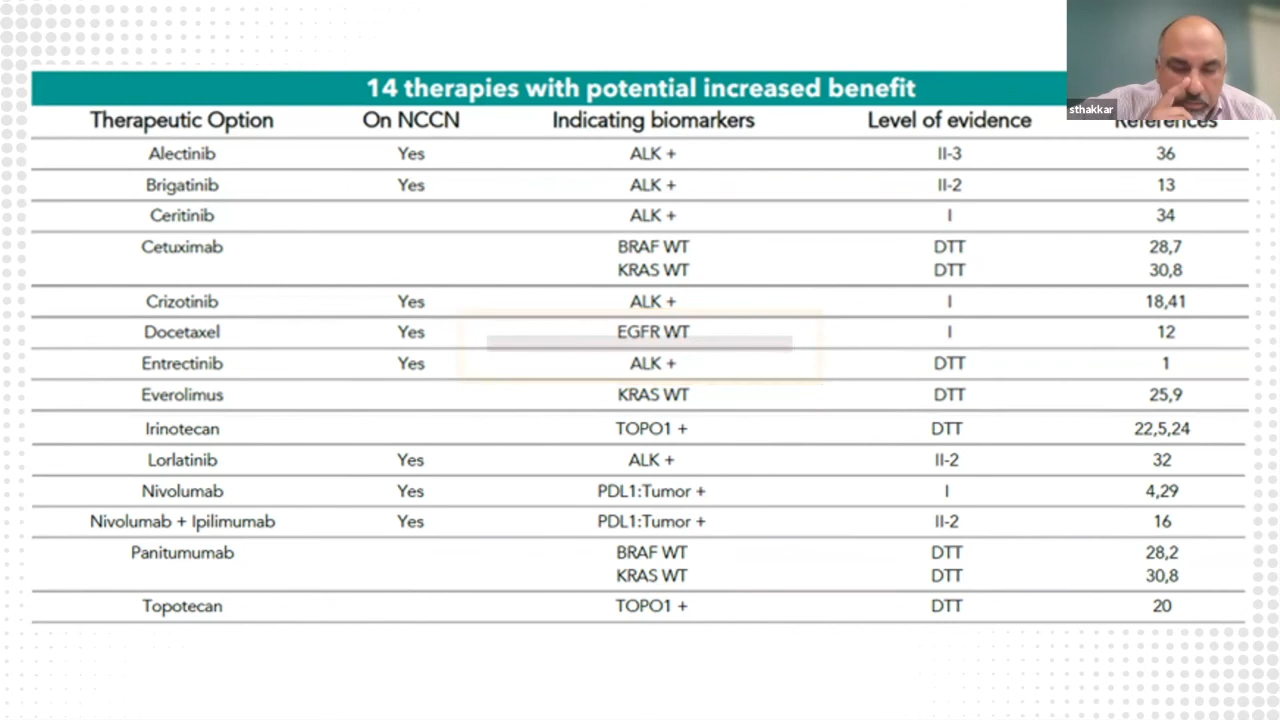 14 therapies with potential increased benefit
sthakkar
Therapeutic Option On NCCN Indicating biomarkers Level of evidence References
Alectinib Yes ALK + II-3 36
Brigatinib Yes ALK + II-2 13
Ceritinib ALK + I 34
Cetuximab BRAF WT DTT 28,7
KRAS WT DTT 30,8
Crizotinib Yes ALK + I 18,41
Docetaxel Yes EGFR WT I 12
Entrectinib Yes ALK + DTT 1
Everolimus KRAS WT DTT 25,9
Irinotecan TOPO1 + DTT 22,5,24
Lorlatinib Yes ALK + II-2 32
Nivolumab Yes PDL1:Tumor + I 4,29
Nivolumab + Ipilimumab Yes PDL1:Tumor + II-2 16
Panitumumab BRAF WT DTT 28,2
KRAS WT DTT 30,8
Topotecan TOPO1 + DTT 20